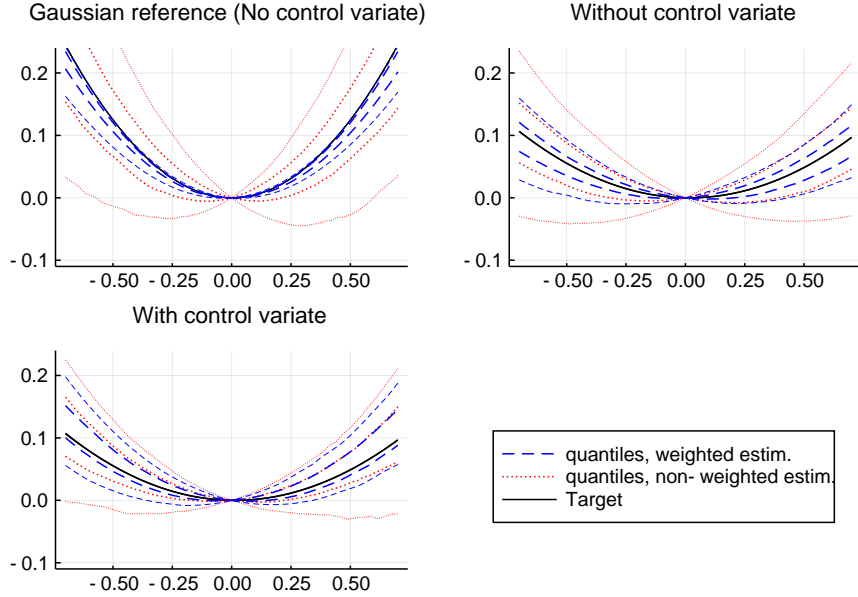 Gaussian reference (No control variate)
0.2
0.1
0.0
- 0.1
- 0.50 - 0.25 0.00 0.25 0.50
Without control variate
0.2
0.1
0.0
- 0.1
- 0.50 - 0.25 0.00 0.25 0.50
With control variate
0.2
0.1
0.0
- 0.1
- 0.50 - 0.25 0.00 0.25 0.50
quantiles, weighted estim.
quantiles, non- weighted estim.
Target